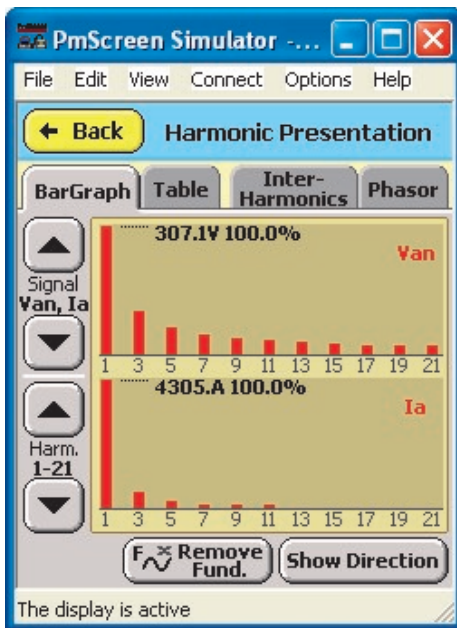 PmScreen Simulator -...
File Edit View Connect Options Help
Back Harmonic Presentation
BarGraph Table Inter-Harmonics Phasor
307.1V 100.0%
Van
Signal
Van, Ia
1 3 5 7 9 11 13 15 17 19 21
4305.A 100.0%
Ia
Harm.
1-21
1 3 5 7 9 11 13 15 17 19 21
F Remove Fund. Show Direction
The display is active